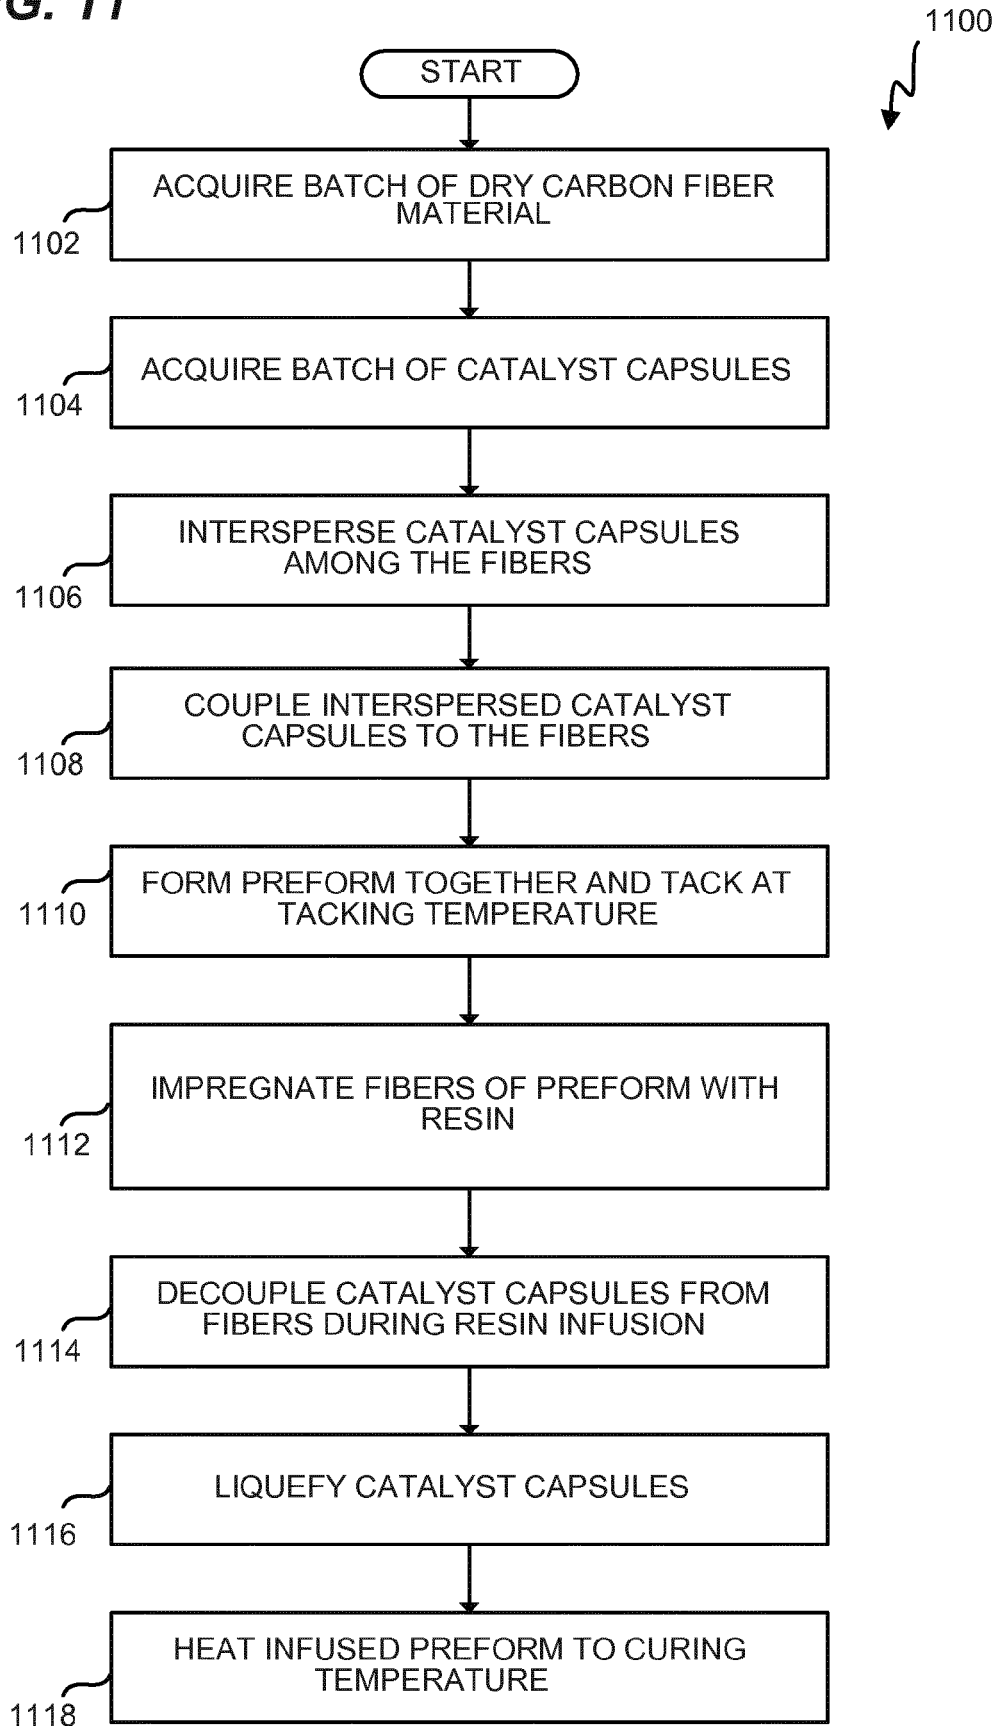 G. 11
1100
START
ACQUIRE BATCH OF DRY CARBON FIBER
MATERIAL
1102
ACQUIRE BATCH OF CATALYST CAPSULES
1104
INTERSPERSE CATALYST CAPSULES
AMONG THE FIBERS
1106
COUPLE INTERSPERSED CATALYST
CAPSULES TO THE FIBERS
1108
FORM PREFORM TOGETHER AND TACK AT
TACKING TEMPERATURE
1110
IMPREGNATE FIBERS OF PREFORM WITH
RESIN
1112
DECOUPLE CATALYST CAPSULES FROM
FIBERS DURING RESIN INFUSION
1114
LIQUEFY CATALYST CAPSULES
1116
HEAT INFUSED PREFORM TO CURING
TEMPERATURE
1118